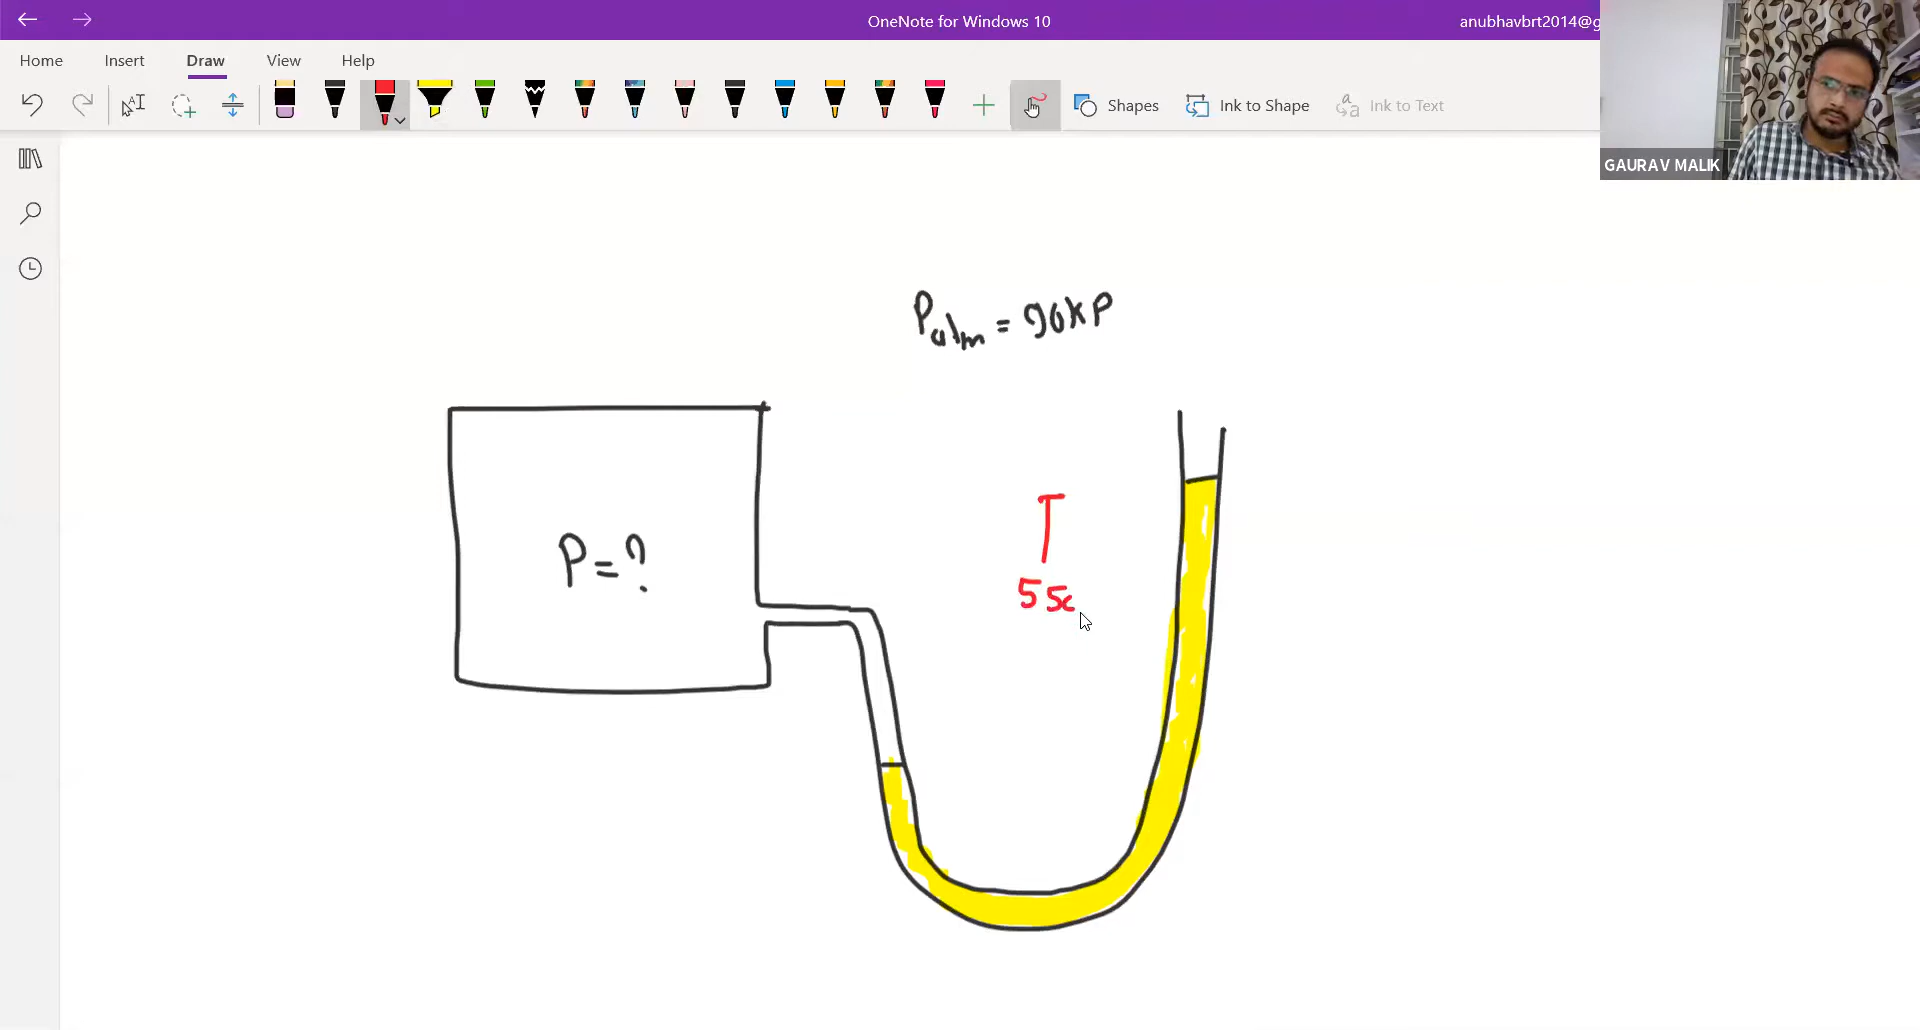 OneNote for Windows 10
anubhavbrt2014@g
Home Insert Draw View Help
Shapes Ink to Shape Ink to Text
GAURAV MALIK
Patm = 90KP
P=?
55c